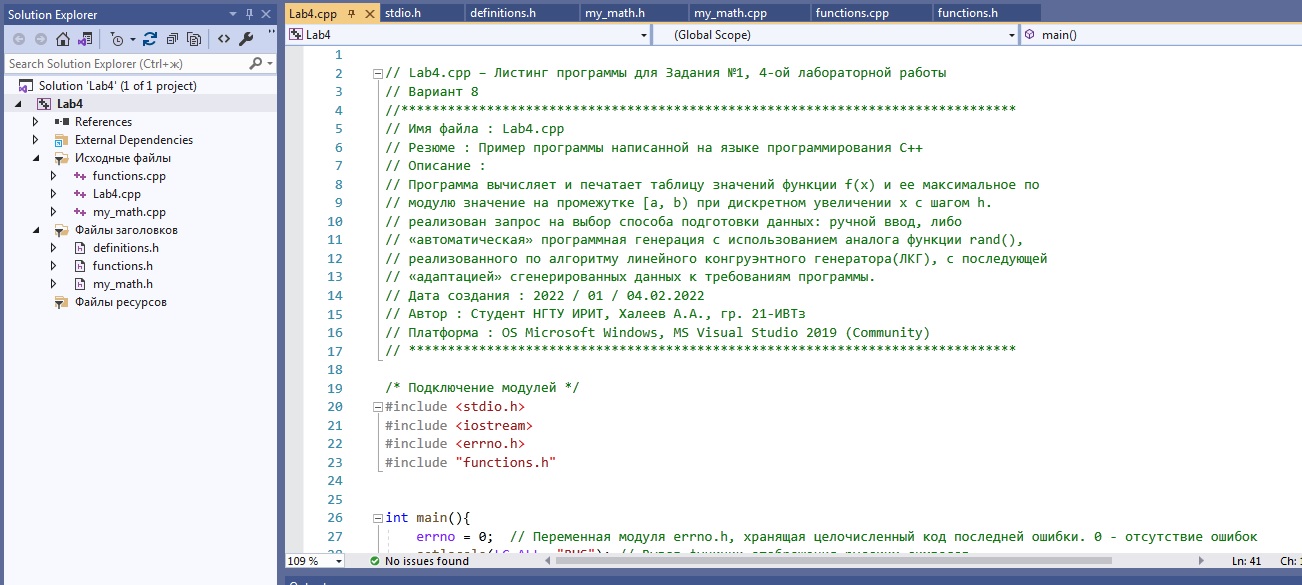 Solution Explorer
Search Solution Explorer (Ctrl+ж)
Solution 'Lab4' (1 of 1 project)
Lab4
References
External Dependencies
Исходные файлы
functions.cpp
Lab4.cpp
my_math.cpp
Файлы заголовков
definitions.h
functions.h
my_math.h
Файлы ресурсов
Lab4.cpp stdio.h definitions.h my_math.h my_math.cpp functions.cpp functions.h
Lab4 (Global Scope) main()
1
2 // Lab4.cpp – Листинг программы для Задания №1, 4-ой лабораторной работы
3 // Вариант 8
4 //*******************************************************************************
5 // Имя файла : Lab4.cpp
6 // Резюме : Пример программы написанной на языке программирования C++
7 // Описание :
8 // Программа вычисляет и печатает таблицу значений функции f(x) и ее максимальное по
9 // модулю значение на промежутке [a, b) при дискретном увеличении x с шагом h.
10 // реализован запрос на выбор способа подготовки данных: ручной ввод, либо
11 // «автоматическая» программная генерация с использованием аналога функции rand(),
12 // реализованного по алгоритму линейного конгруэнтного генератора(ЛКГ), с последующей
13 // «адаптацией» сгенерированных данных к требованиям программы.
14 // Дата создания : 2022 / 01 / 04.02.2022
15 // Автор : Студент НГТУ ИРИТ, Халеев А.А., гр. 21-ИВТз
16 // Платформа : OS Microsoft Windows, MS Visual Studio 2019 (Community)
17 // ******************************************************************************
18
19 /* Подключение модулей */
20 #include <stdio.h>
21 #include <iostream>
22 #include <errno.h>
23 #include "functions.h"
24
25
26 int main(){
27 errno = 0; // Переменная модуля errno.h, хранящая целочисленный код последней ошибки. 0 - отсутствие ошибок
109 % No issues found Ln: 41 Ch: